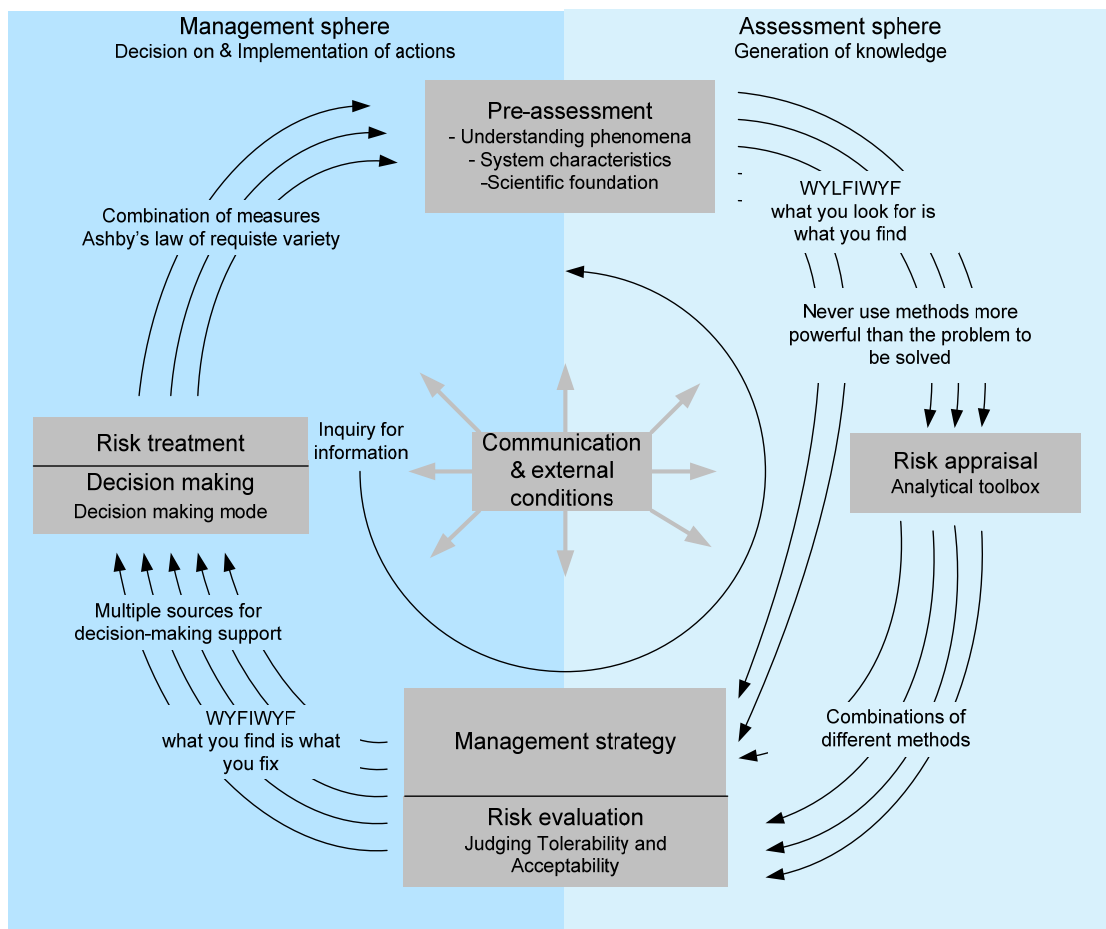 Management sphere
Decision on & Implementation of actions
Assessment sphere
Generation of knowledge
Pre-assessment
- Understanding phenomena
- System characteristics
-Scientific foundation
-
-
WYLFIWYF
what you look for is
what you find
Combination of measures
Ashby's law of requiste variety
Never use methods more
powerful than the problem to
be solved
Risk treatment
Decision making
Decision making mode
Inquiry for
information
Communication
& external
conditions
Risk appraisal
Analytical toolbox
Multiple sources for
decision-making support
WYFIWYF
what you find is what
you fix
Management strategy
Risk evaluation
Judging Tolerability and
Acceptability
Combinations of
different methods